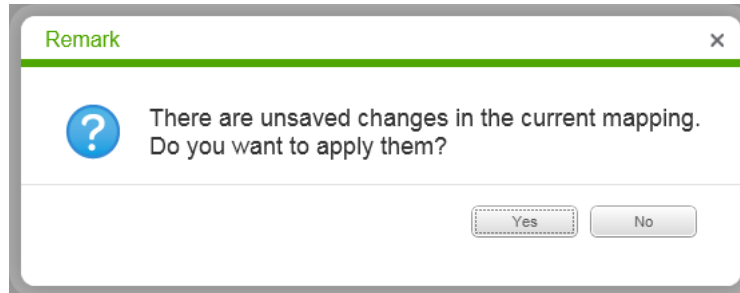 Remark
There are unsaved changes in the current mapping.
Do you want to apply them?
Yes
No